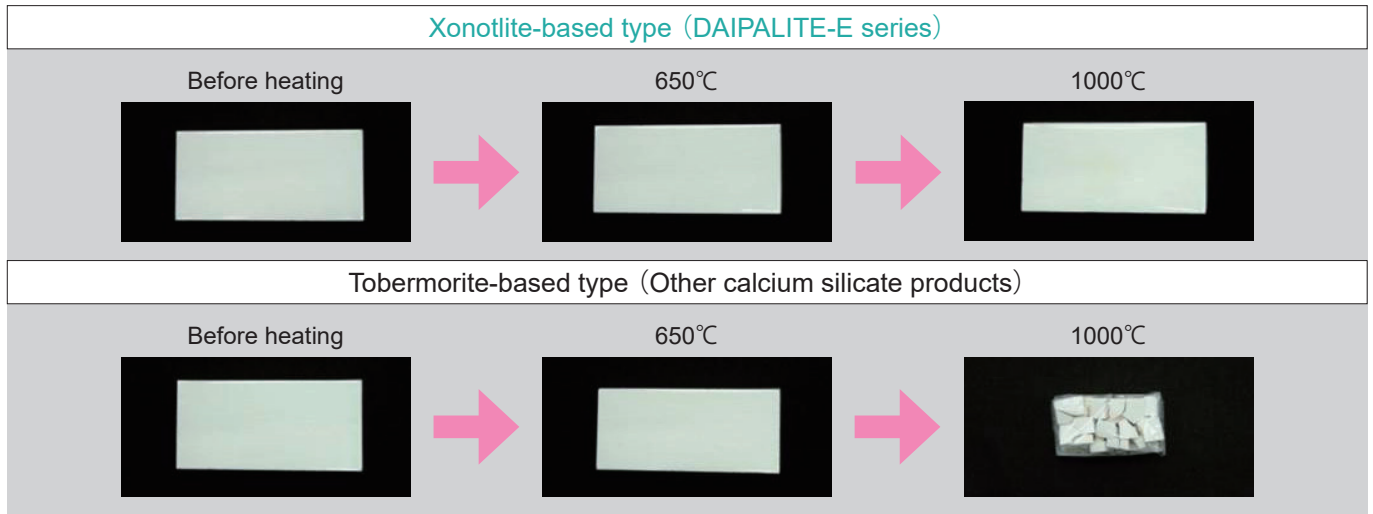 Xonotlite-based type（DAIPALITE-E series）
Before heating 650℃ 1000℃
Tobermorite-based type（Other calcium silicate products）
Before heating 650℃ 1000℃